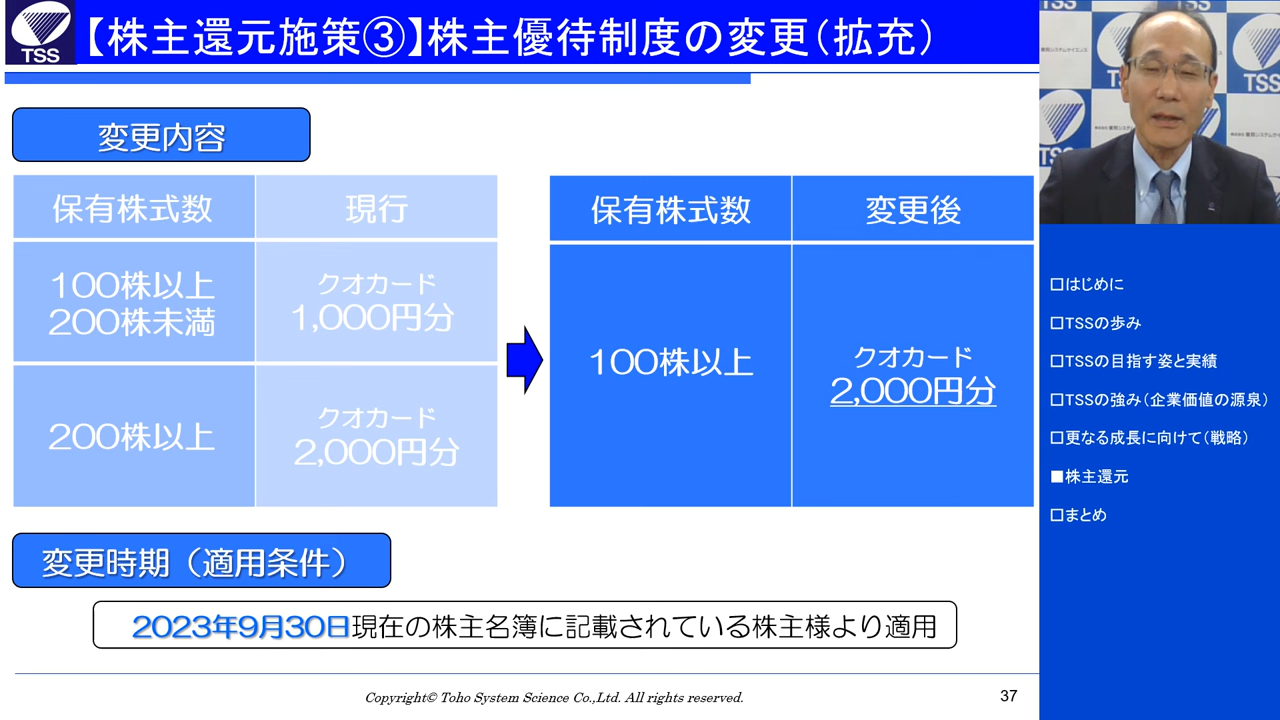 TSS
【株主還元施策③】株主優待制度の変更（拡充）
変更内容
保有株式数
現行
100株以上
200株未満
クオカード
1,000円分
200株以上
クオカード
2,000円分
保有株式数
変更後
100株以上
クオカード
2,000円分
変更時期（適用条件）
2023年9月30日現在の株主名簿に記載されている株主様より適用
Copyright© Toho System Science Co.,Ltd. All rights reserved.
37
TSS
TSS
□はじめに
□TSSの歩み
□TSSの目指す姿と実績
□TSSの強み（企業価値の源泉）
□更なる成長に向けて（戦略）
■株主還元
□まとめ